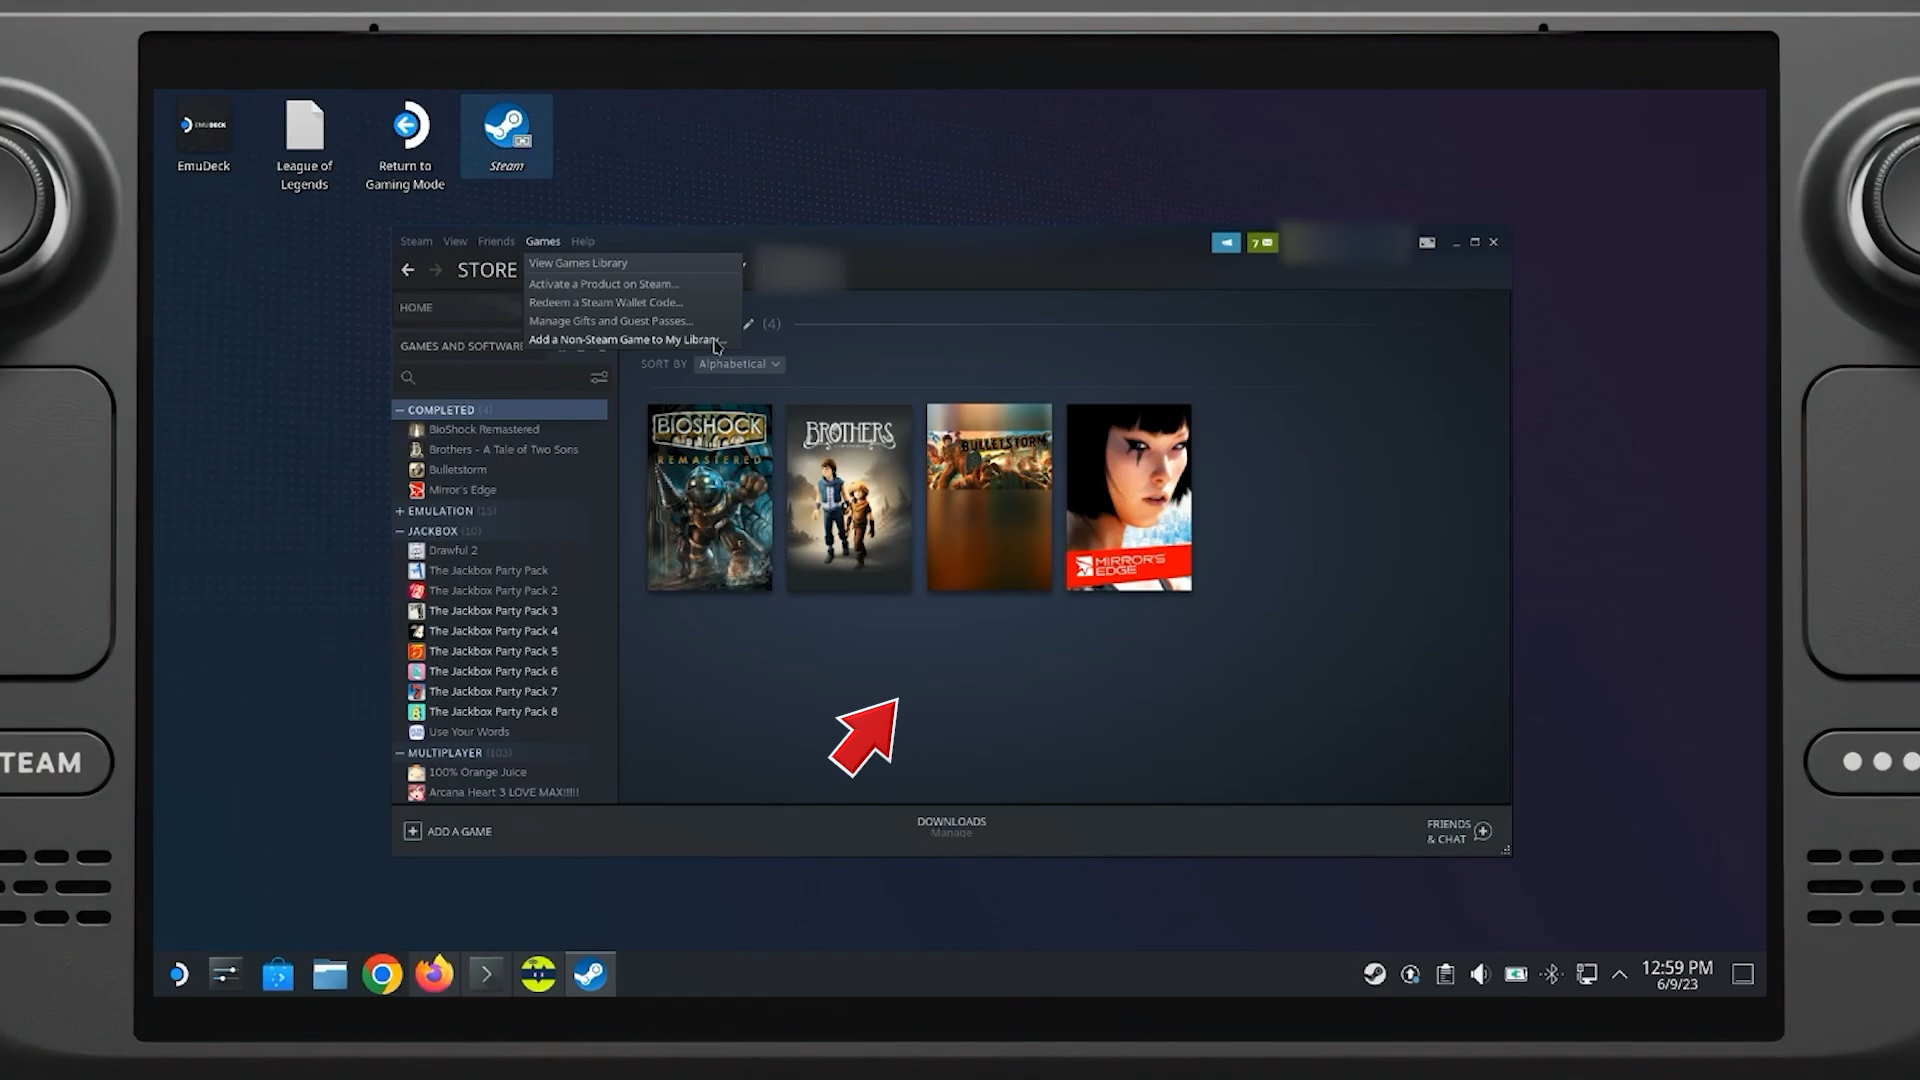 EMUDECK
EmuDeck
League of
Legends
Return to
Gaming Mode
Steam
Steam View Friends Games Help
7
STORE
View Games Library
Activate a Product on Steam...
Redeem a Steam Wallet Code...
Manage Gifts and Guest Passes...
Add a Non-Steam Game to My Library...
HOME
GAMES AND SOFTWARE
(4)
SORT BY Alphabetical
COMPLETED (4)
BioShock Remastered
Brothers - A Tale of Two Sons
Bulletstorm
Mirror's Edge
EMULATION (15)
JACKBOX (10)
Drawful 2
The Jackbox Party Pack
The Jackbox Party Pack 2
The Jackbox Party Pack 3
The Jackbox Party Pack 4
The Jackbox Party Pack 5
The Jackbox Party Pack 6
The Jackbox Party Pack 7
The Jackbox Party Pack 8
Use Your Words
MULTIPLAYER (103)
100% Orange Juice
Arcana Heart 3 LOVE MAX!!!!!
BIOSHOCK
REMASTERED
BROTHERS
BULLETSTORM
MIRROR'S
EDGE
ADD A GAME
DOWNLOADS
Manage
FRIENDS
& CHAT
TEAM
12:59 PM
6/9/23